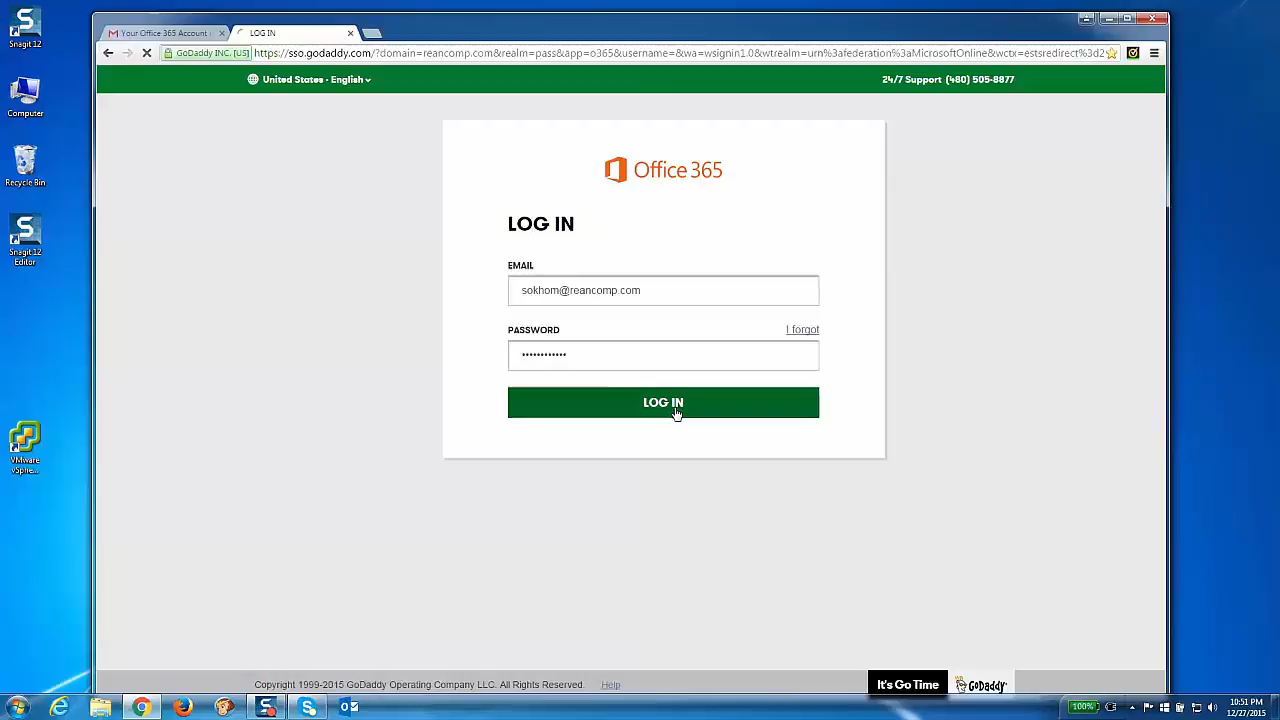 Snagit 12
Computer
Recycle Bin
Snagit 12
Editor
VMware
vSphe...
Your Office 365 Account
LOG IN
GoDaddy INC. [US]
https://sso.godaddy.com/?domain=reancomp.com&realm=pass&app=o365&username=&wa=wsignin1.0&wtrealm=urn%3afederation%3aMicrosoftOnline&wctx=estsredirect%3d2
United States - English
24/7 Support (480) 505-8877
Office 365
LOG IN
EMAIL
sokhom@reancomp.com
PASSWORD
I forgot
••••••••••••
LOG IN
Copyright 1999-2015 GoDaddy Operating Company LLC. All Rights Reserved.
Help
It's Go Time
GoDaddy
100%
10:51 PM
12/27/2015